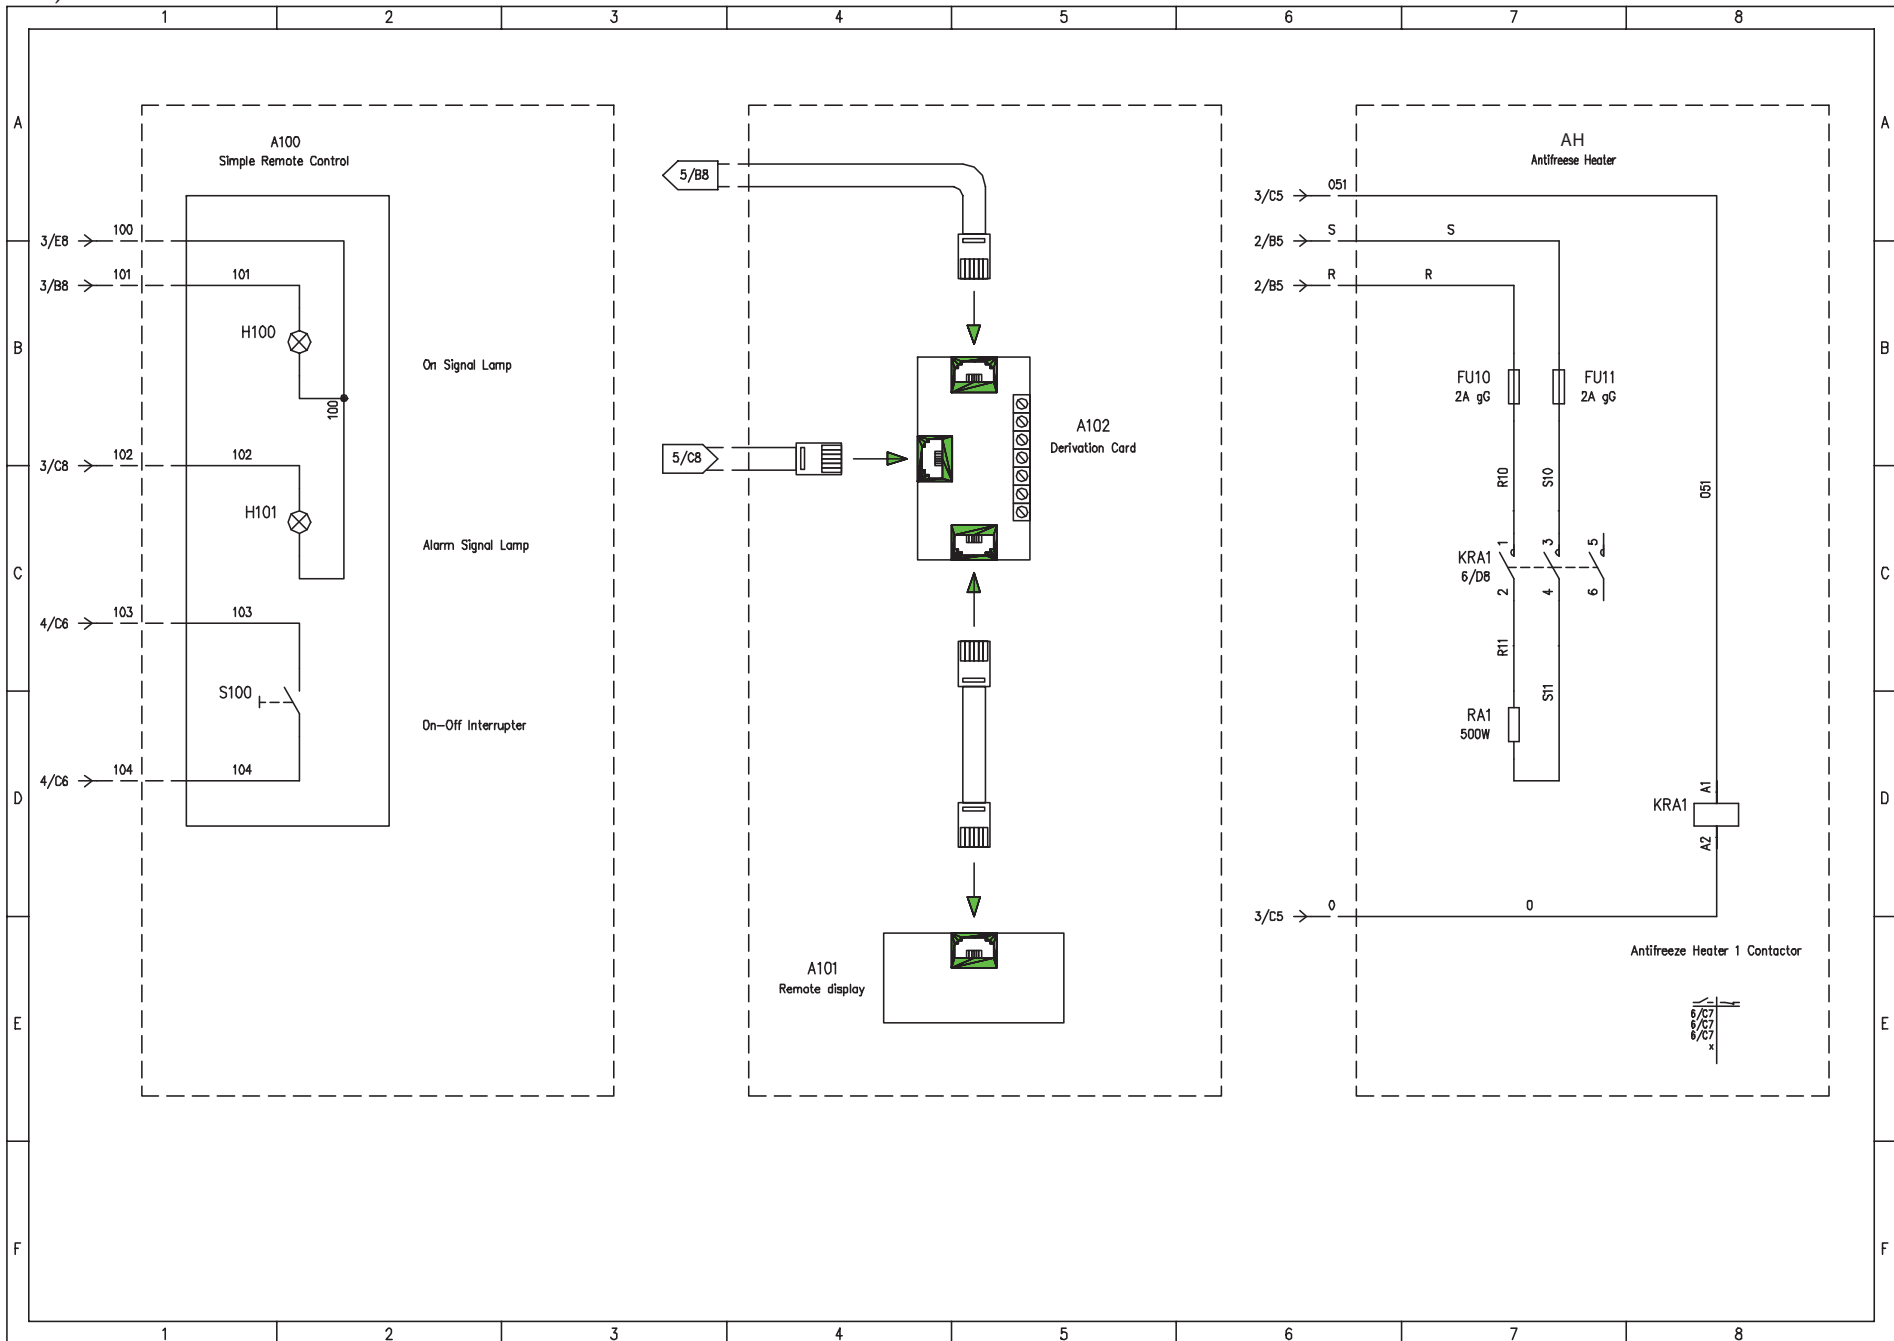 1 2 3 4 5 6 7 8
A
B
C
D
E
F
A100
Simple Remote Control
3/E8 100
3/B8 101 101
H100
On Signal Lamp
100
3/C8 102 102
H101
Alarm Signal Lamp
4/C6 103 103
S100
On-Off Interrupter
4/C6 104 104
5/B8
5/C8
A102
Derivation Card
A101
Remote display
AH
Antifreese Heater
3/C5 051
2/B5 S S
2/B5 R R
FU10
2A gG
FU11
2A gG
R10
S10
051
KRA1
6/D8
1
2
3
4
5
6
R11
S11
RA1
500W
KRA1
A1
A2
3/C5 0 0
Antifreeze Heater 1 Contactor
6/C7
6/C7
6/C7
x
A
B
C
D
E
F
1 2 3 4 5 6 7 8